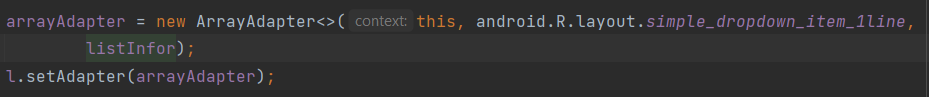 arrayAdapter = new ArrayAdapter<>( context: this, android.R.layout.simple_dropdown_item_1line,
listInfor);
l.setAdapter(arrayAdapter);